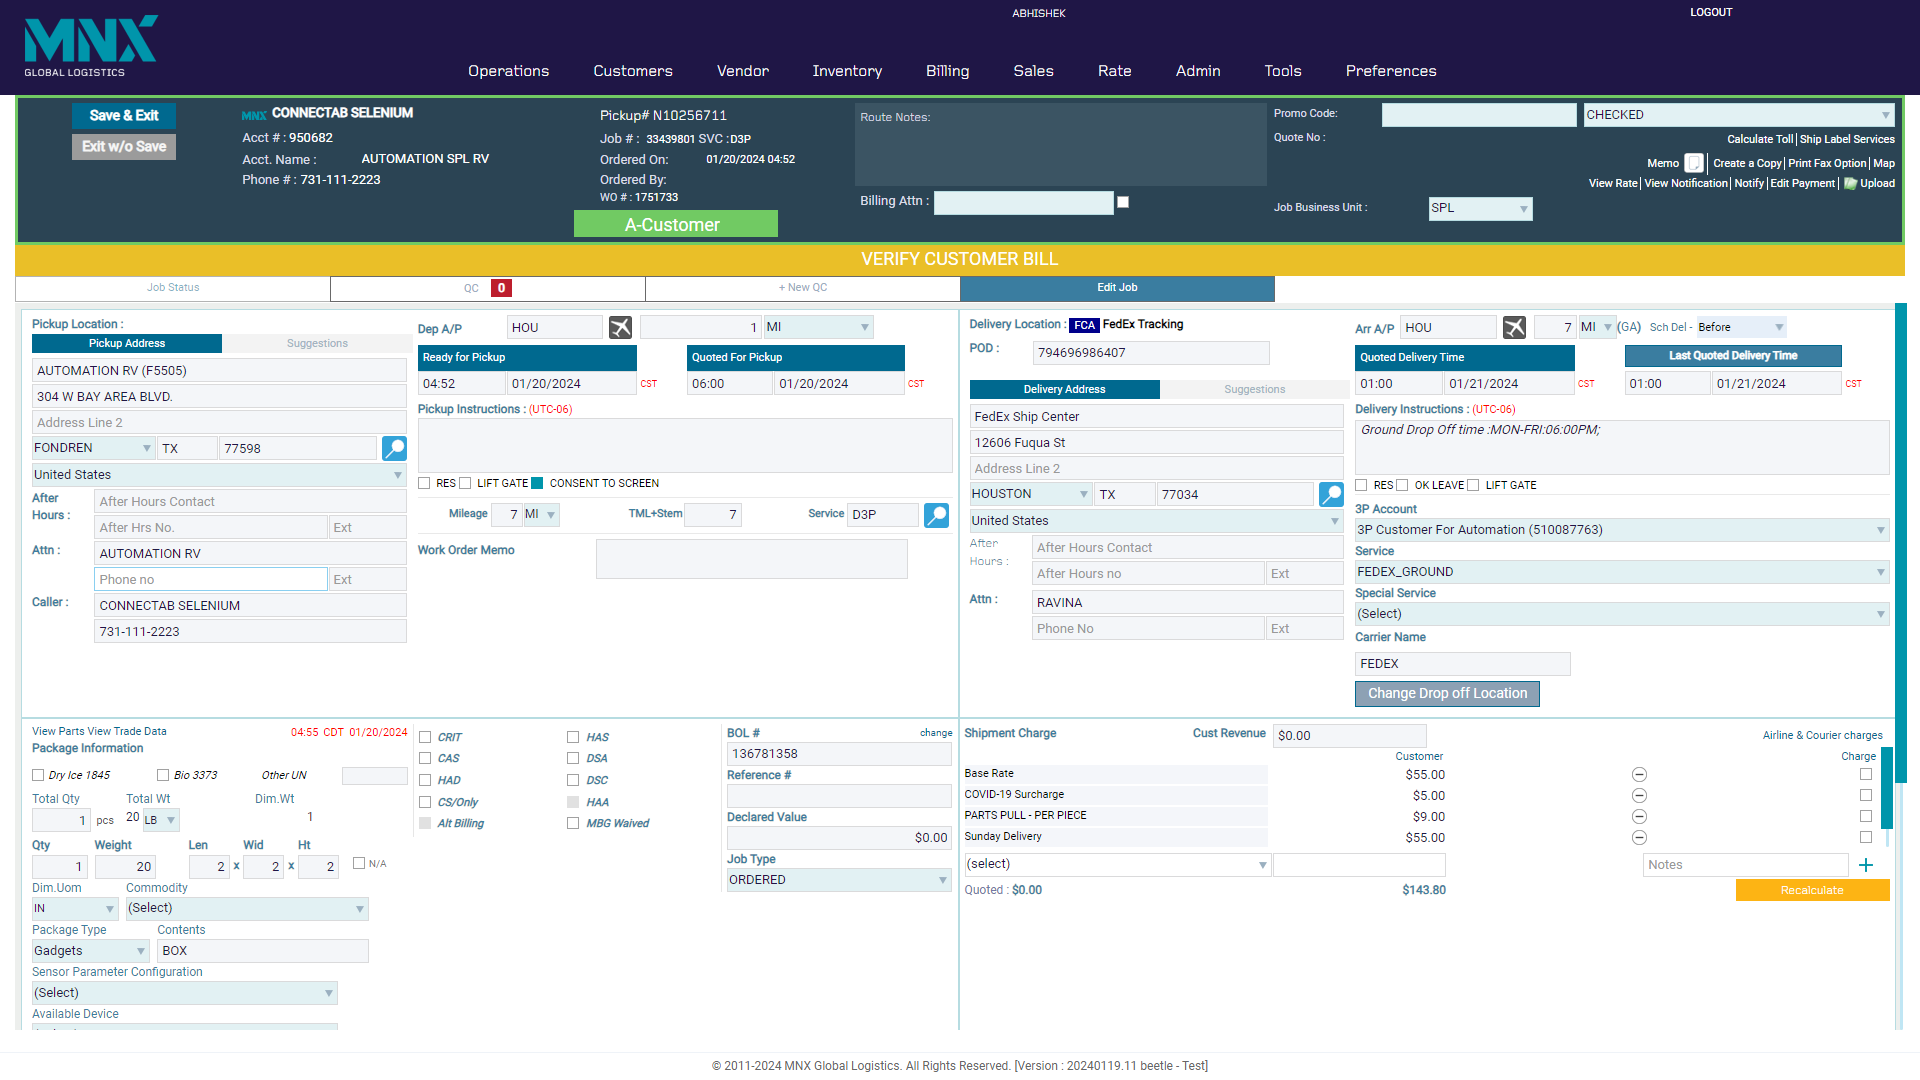 ABHISHEK
LOGOUT
MNX
GLOBAL LOGISTICS
Operations Customers Vendor Inventory Billing Sales Rate Admin Tools Preferences
Save & Exit
Exit w/o Save
MNX CONNECTAB SELENIUM
Acct # : 950682
Acct. Name : AUTOMATION SPL RV
Phone # : 731-111-2223
Pickup# N10256711
Job # : 33439801 SVC :D3P
Ordered On: 01/20/2024 04:52
Ordered By:
WO # : 1751733
A-Customer
Route Notes:
Billing Attn :
Promo Code:
CHECKED
Quote No :
Calculate Toll| Ship Label Services
Memo | Create a Copy| Print Fax Option| Map
View Rate| View Notification| Notify| Edit Payment| Upload
Job Business Unit : SPL
VERIFY CUSTOMER BILL
Job Status
QC 0
+ New QC
Edit Job
Pickup Location :
Pickup Address Suggestions
AUTOMATION RV (F5505)
304 W BAY AREA BLVD.
Address Line 2
FONDREN TX 77598
United States
After Hours : After Hours Contact
After Hrs No. Ext
Attn : AUTOMATION RV
Phone no Ext
Caller : CONNECTAB SELENIUM
731-111-2223
Dep A/P HOU 1 MI
Ready for Pickup Quoted For Pickup
04:52 01/20/2024 CST 06:00 01/20/2024 CST
Pickup Instructions : (UTC-06)
RES LIFT GATE CONSENT TO SCREEN
Mileage 7 MI TML+Stem 7 Service D3P
Work Order Memo
Delivery Location : FCA FedEx Tracking
POD : 794696986407
Delivery Address Suggestions
FedEx Ship Center
12606 Fuqua St
Address Line 2
HOUSTON TX 77034
United States
After Hours : After Hours Contact
After Hours no Ext
Attn : RAVINA
Phone No Ext
Arr A/P HOU 7 MI (GA) Sch Del - Before
Quoted Delivery Time Last Quoted Delivery Time
01:00 01/21/2024 CST 01:00 01/21/2024 CST
Delivery Instructions : (UTC-06)
Ground Drop Off time :MON-FRI:06:00PM;
RES OK LEAVE LIFT GATE
3P Account
3P Customer For Automation (510087763)
Service
FEDEX_GROUND
Special Service
(Select)
Carrier Name
FEDEX
Change Drop off Location
View Parts View Trade Data 04:55 CDT 01/20/2024
Package Information
Dry Ice 1845 Bio 3373 Other UN
Total Qty Total Wt Dim.Wt
1 pcs 20 LB 1
Qty Weight Len Wid Ht
1 20 2 x 2 x 2 N/A
Dim.Uom Commodity
IN (Select)
Package Type Contents
Gadgets BOX
Sensor Parameter Configuration
(Select)
Available Device
CRIT HAS
CAS DSA
HAD DSC
CS/Only HAA
Alt Billing MBG Waived
BOL # change
136781358
Reference #
Declared Value
$0.00
Job Type
ORDERED
Shipment Charge Cust Revenue $0.00 Airline & Courier charges
Customer Charge
Base Rate $55.00
COVID-19 Surcharge $5.00
PARTS PULL - PER PIECE $9.00
Sunday Delivery $55.00
(select) Notes +
Quoted : $0.00 $143.80 Recalculate
© 2011-2024 MNX Global Logistics. All Rights Reserved. [Version : 20240119.11 beetle - Test]